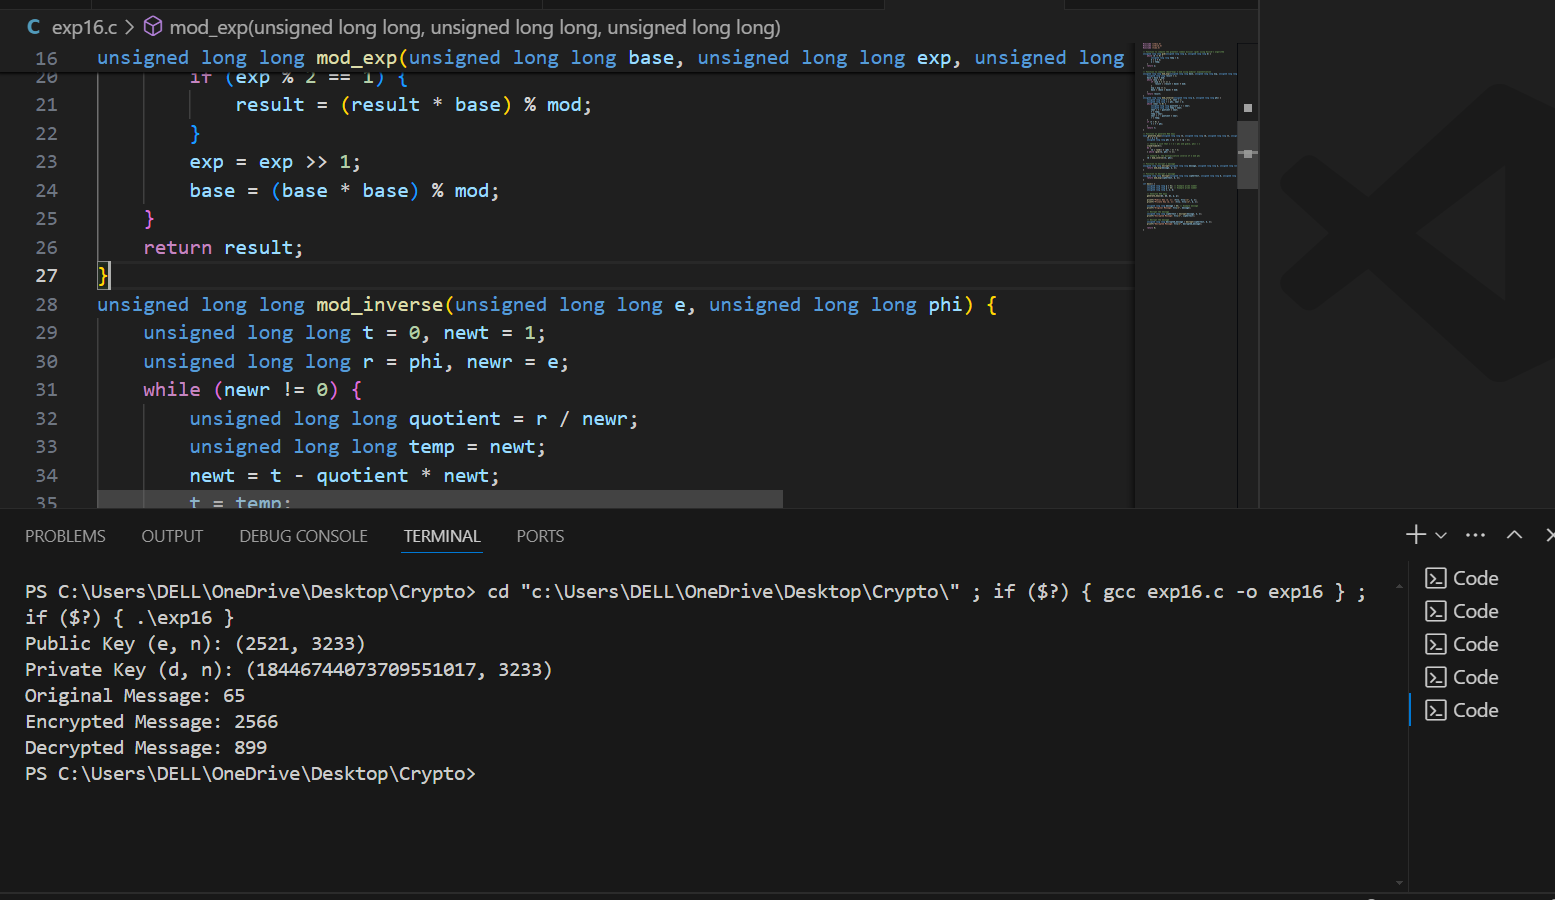 C exp16.c > mod_exp(unsigned long long, unsigned long long, unsigned long long)
16 unsigned long long mod_exp(unsigned long long base, unsigned long long exp, unsigned long
20 if (exp % 2 == 1) {
21 result = (result * base) % mod;
22 }
23 exp = exp >> 1;
24 base = (base * base) % mod;
25 }
26 return result;
27 }
28 unsigned long long mod_inverse(unsigned long long e, unsigned long long phi) {
29 unsigned long long t = 0, newt = 1;
30 unsigned long long r = phi, newr = e;
31 while (newr != 0) {
32 unsigned long long quotient = r / newr;
33 unsigned long long temp = newt;
34 newt = t - quotient * newt;
35 t = temp;
PROBLEMS OUTPUT DEBUG CONSOLE TERMINAL PORTS
PS C:\Users\DELL\OneDrive\Desktop\Crypto> cd "c:\Users\DELL\OneDrive\Desktop\Crypto\" ; if ($?) { gcc exp16.c -o exp16 } ;
if ($?) { .\exp16 }
Public Key (e, n): (2521, 3233)
Private Key (d, n): (18446744073709551017, 3233)
Original Message: 65
Encrypted Message: 2566
Decrypted Message: 899
PS C:\Users\DELL\OneDrive\Desktop\Crypto>
Code
Code
Code
Code
Code